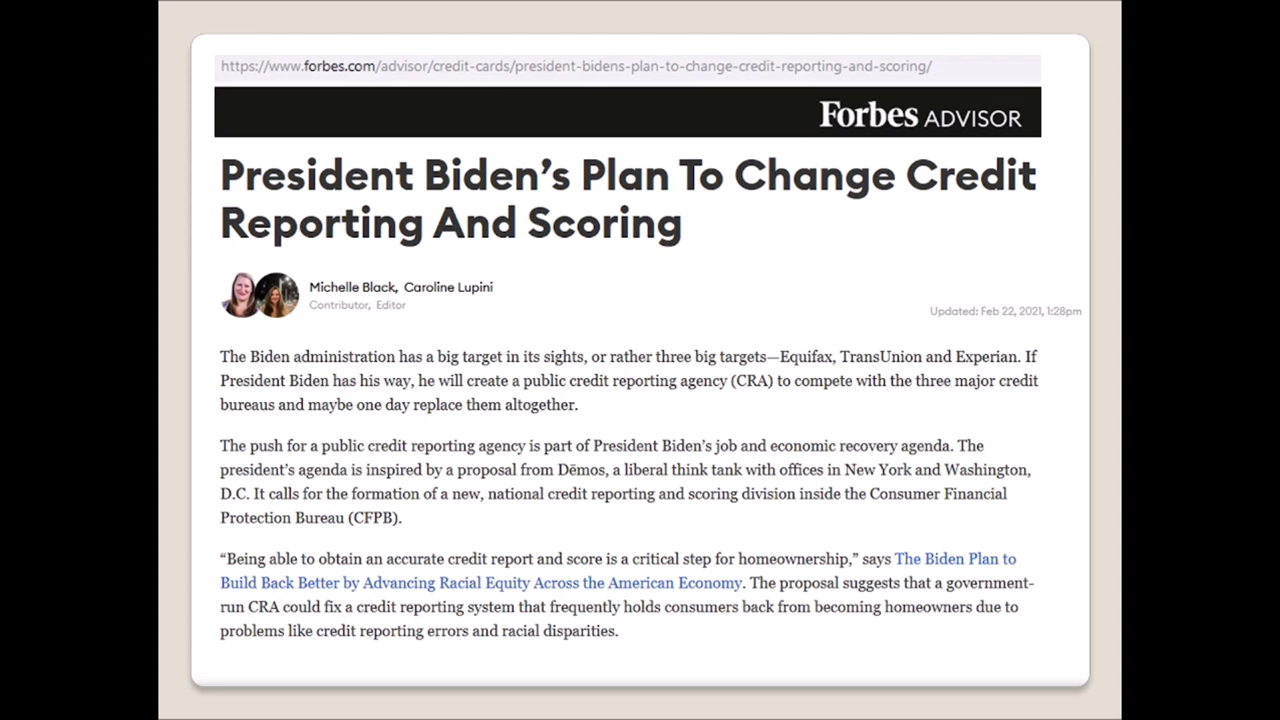 https://www.forbes.com/advisor/credit-cards/president-bidens-plan-to-change-credit-reporting-and-scoring/
Forbes ADVISOR
President Biden’s Plan To Change Credit
Reporting And Scoring
Michelle Black, Caroline Lupini
Contributor, Editor
Updated: Feb 22, 2021, 1:28pm
The Biden administration has a big target in its sights, or rather three big targets—Equifax, TransUnion and Experian. If
President Biden has his way, he will create a public credit reporting agency (CRA) to compete with the three major credit
bureaus and maybe one day replace them altogether.
The push for a public credit reporting agency is part of President Biden’s job and economic recovery agenda. The
president’s agenda is inspired by a proposal from Dēmos, a liberal think tank with offices in New York and Washington,
D.C. It calls for the formation of a new, national credit reporting and scoring division inside the Consumer Financial
Protection Bureau (CFPB).
“Being able to obtain an accurate credit report and score is a critical step for homeownership,” says The Biden Plan to
Build Back Better by Advancing Racial Equity Across the American Economy. The proposal suggests that a government-
run CRA could fix a credit reporting system that frequently holds consumers back from becoming homeowners due to
problems like credit reporting errors and racial disparities.